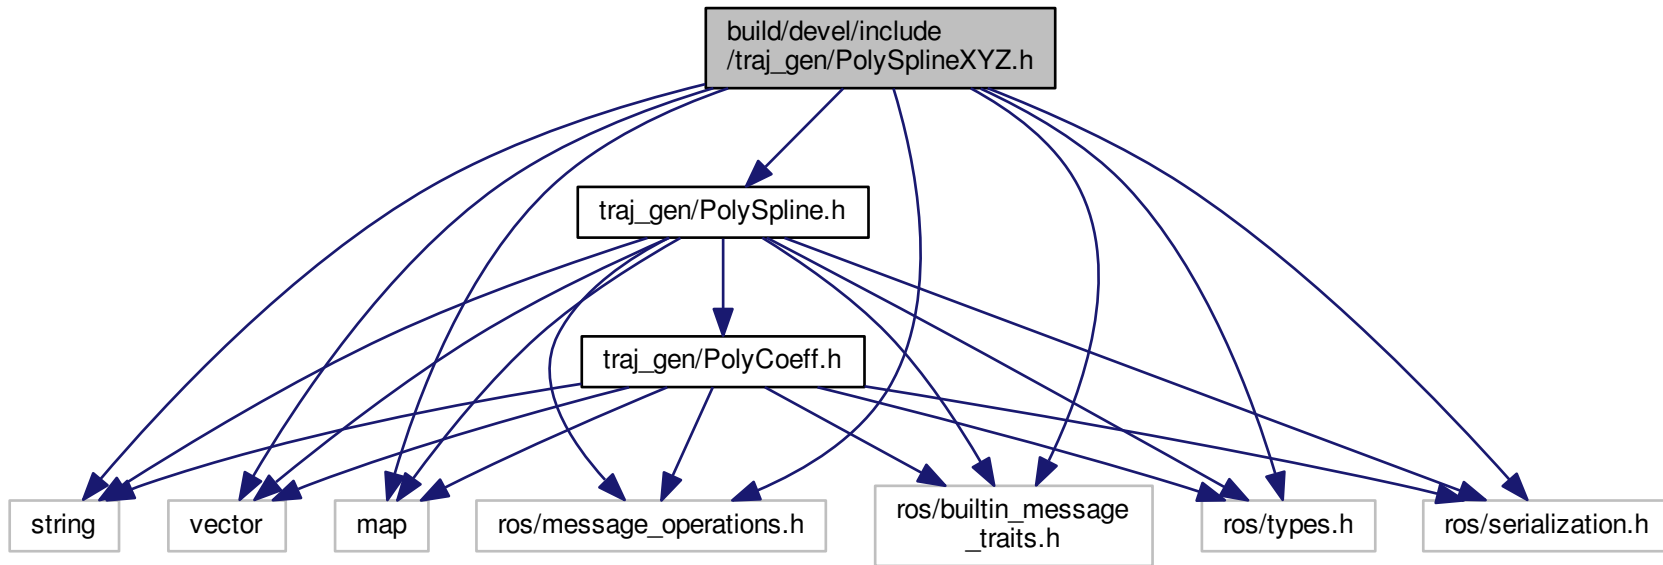 build/devel/include
/traj_gen/PolySplineXYZ.h
traj_gen/PolySpline.h
traj_gen/PolyCoeff.h
string
vector
map
ros/message_operations.h
ros/builtin_message
_traits.h
ros/types.h
ros/serialization.h